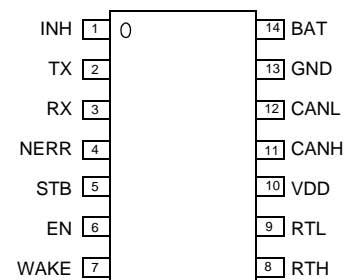 INH 1 14 BAT
TX 2 13 GND
RX 3 12 CANL
NERR 4 11 CANH
STB 5 10 VDD
EN 6 9 RTL
WAKE 7 8 RTH